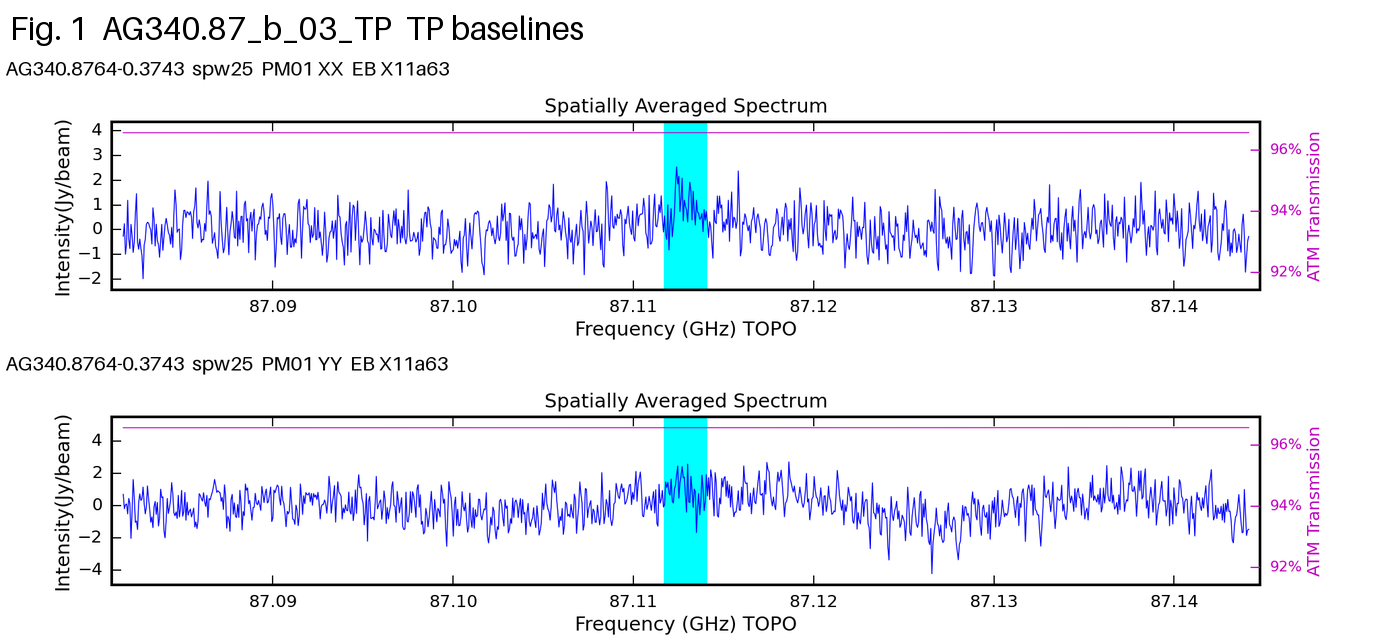 Fig. 1  AG340.87_b_03_TP  TP baselines
AG340.8764-0.3743 spw25 PM01 XX EB X11a63
Spatially Averaged Spectrum
Intensity(Jy/beam)
4
3
2
1
0
−1
−2
96%
94%
92%
ATM Transmission
87.09 87.10 87.11 87.12 87.13 87.14
Frequency (GHz) TOPO
AG340.8764-0.3743 spw25 PM01 YY EB X11a63
Spatially Averaged Spectrum
Intensity(Jy/beam)
4
2
0
−2
−4
96%
94%
92%
ATM Transmission
87.09 87.10 87.11 87.12 87.13 87.14
Frequency (GHz) TOPO